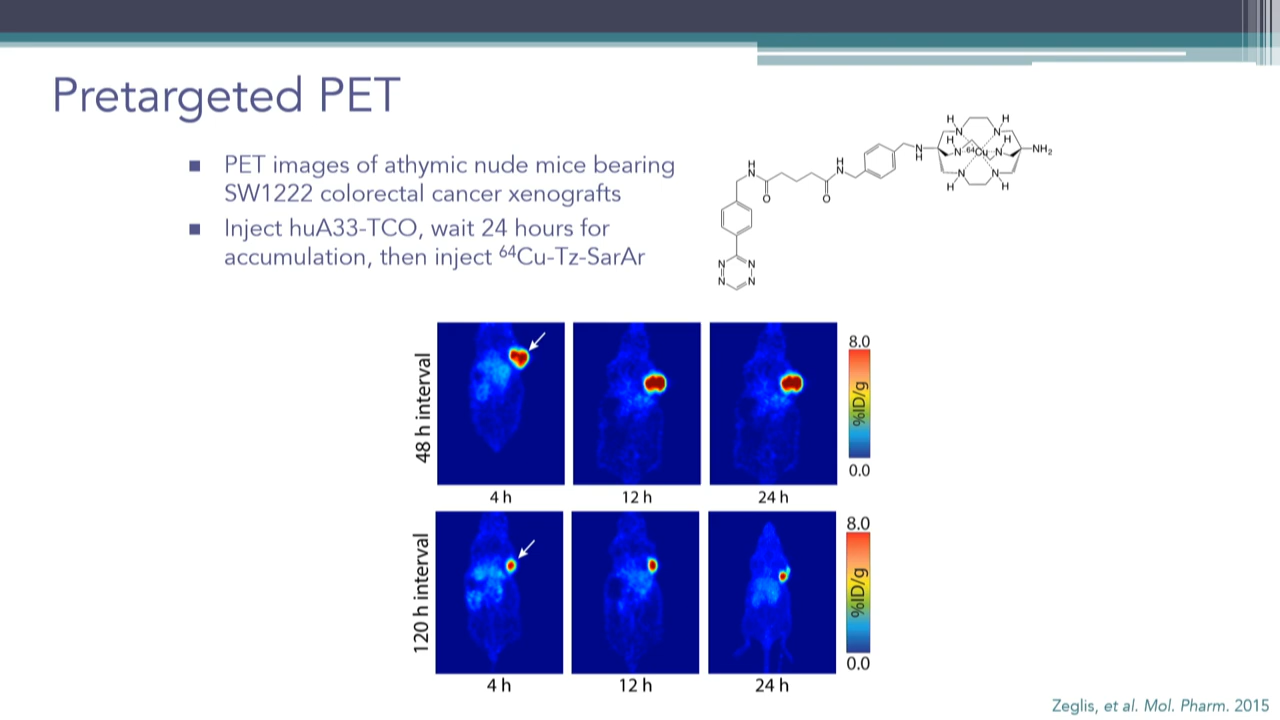 Pretargeted PET
PET images of athymic nude mice bearing
SW1222 colorectal cancer xenografts
Inject huA33-TCO, wait 24 hours for
accumulation, then inject ⁶⁴Cu-Tz-SarAr
H
N
O
O
H
N
N
H
N
N
N
N
H
H
H
N
N
H
N
⁶⁴Cu
N
NH₂
N
N
H
H
48 h interval
4 h
12 h
24 h
8.0
%ID/g
0.0
120 h interval
4 h
12 h
24 h
8.0
%ID/g
0.0
Zeglis, et al. Mol. Pharm. 2015